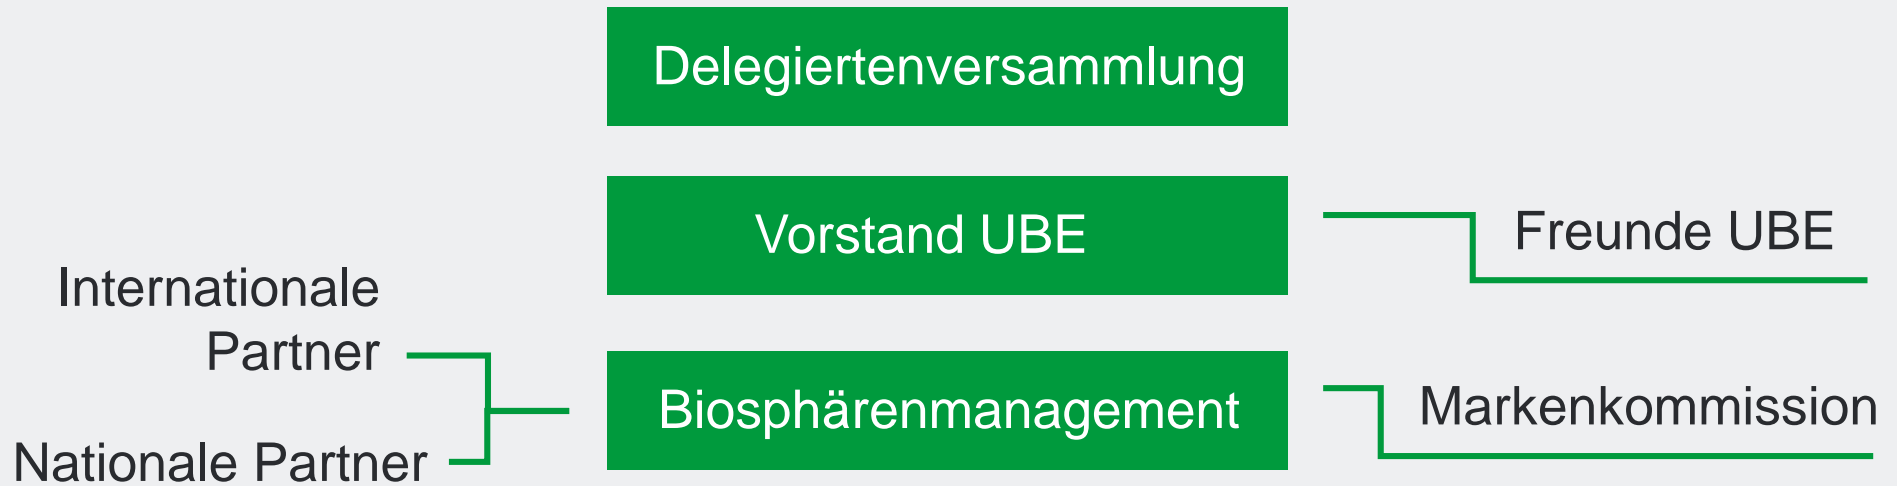 Delegiertenversammlung
Vorstand UBE
Freunde UBE
Internationale
Partner
Biosphärenmanagement
Markenkommission
Nationale Partner